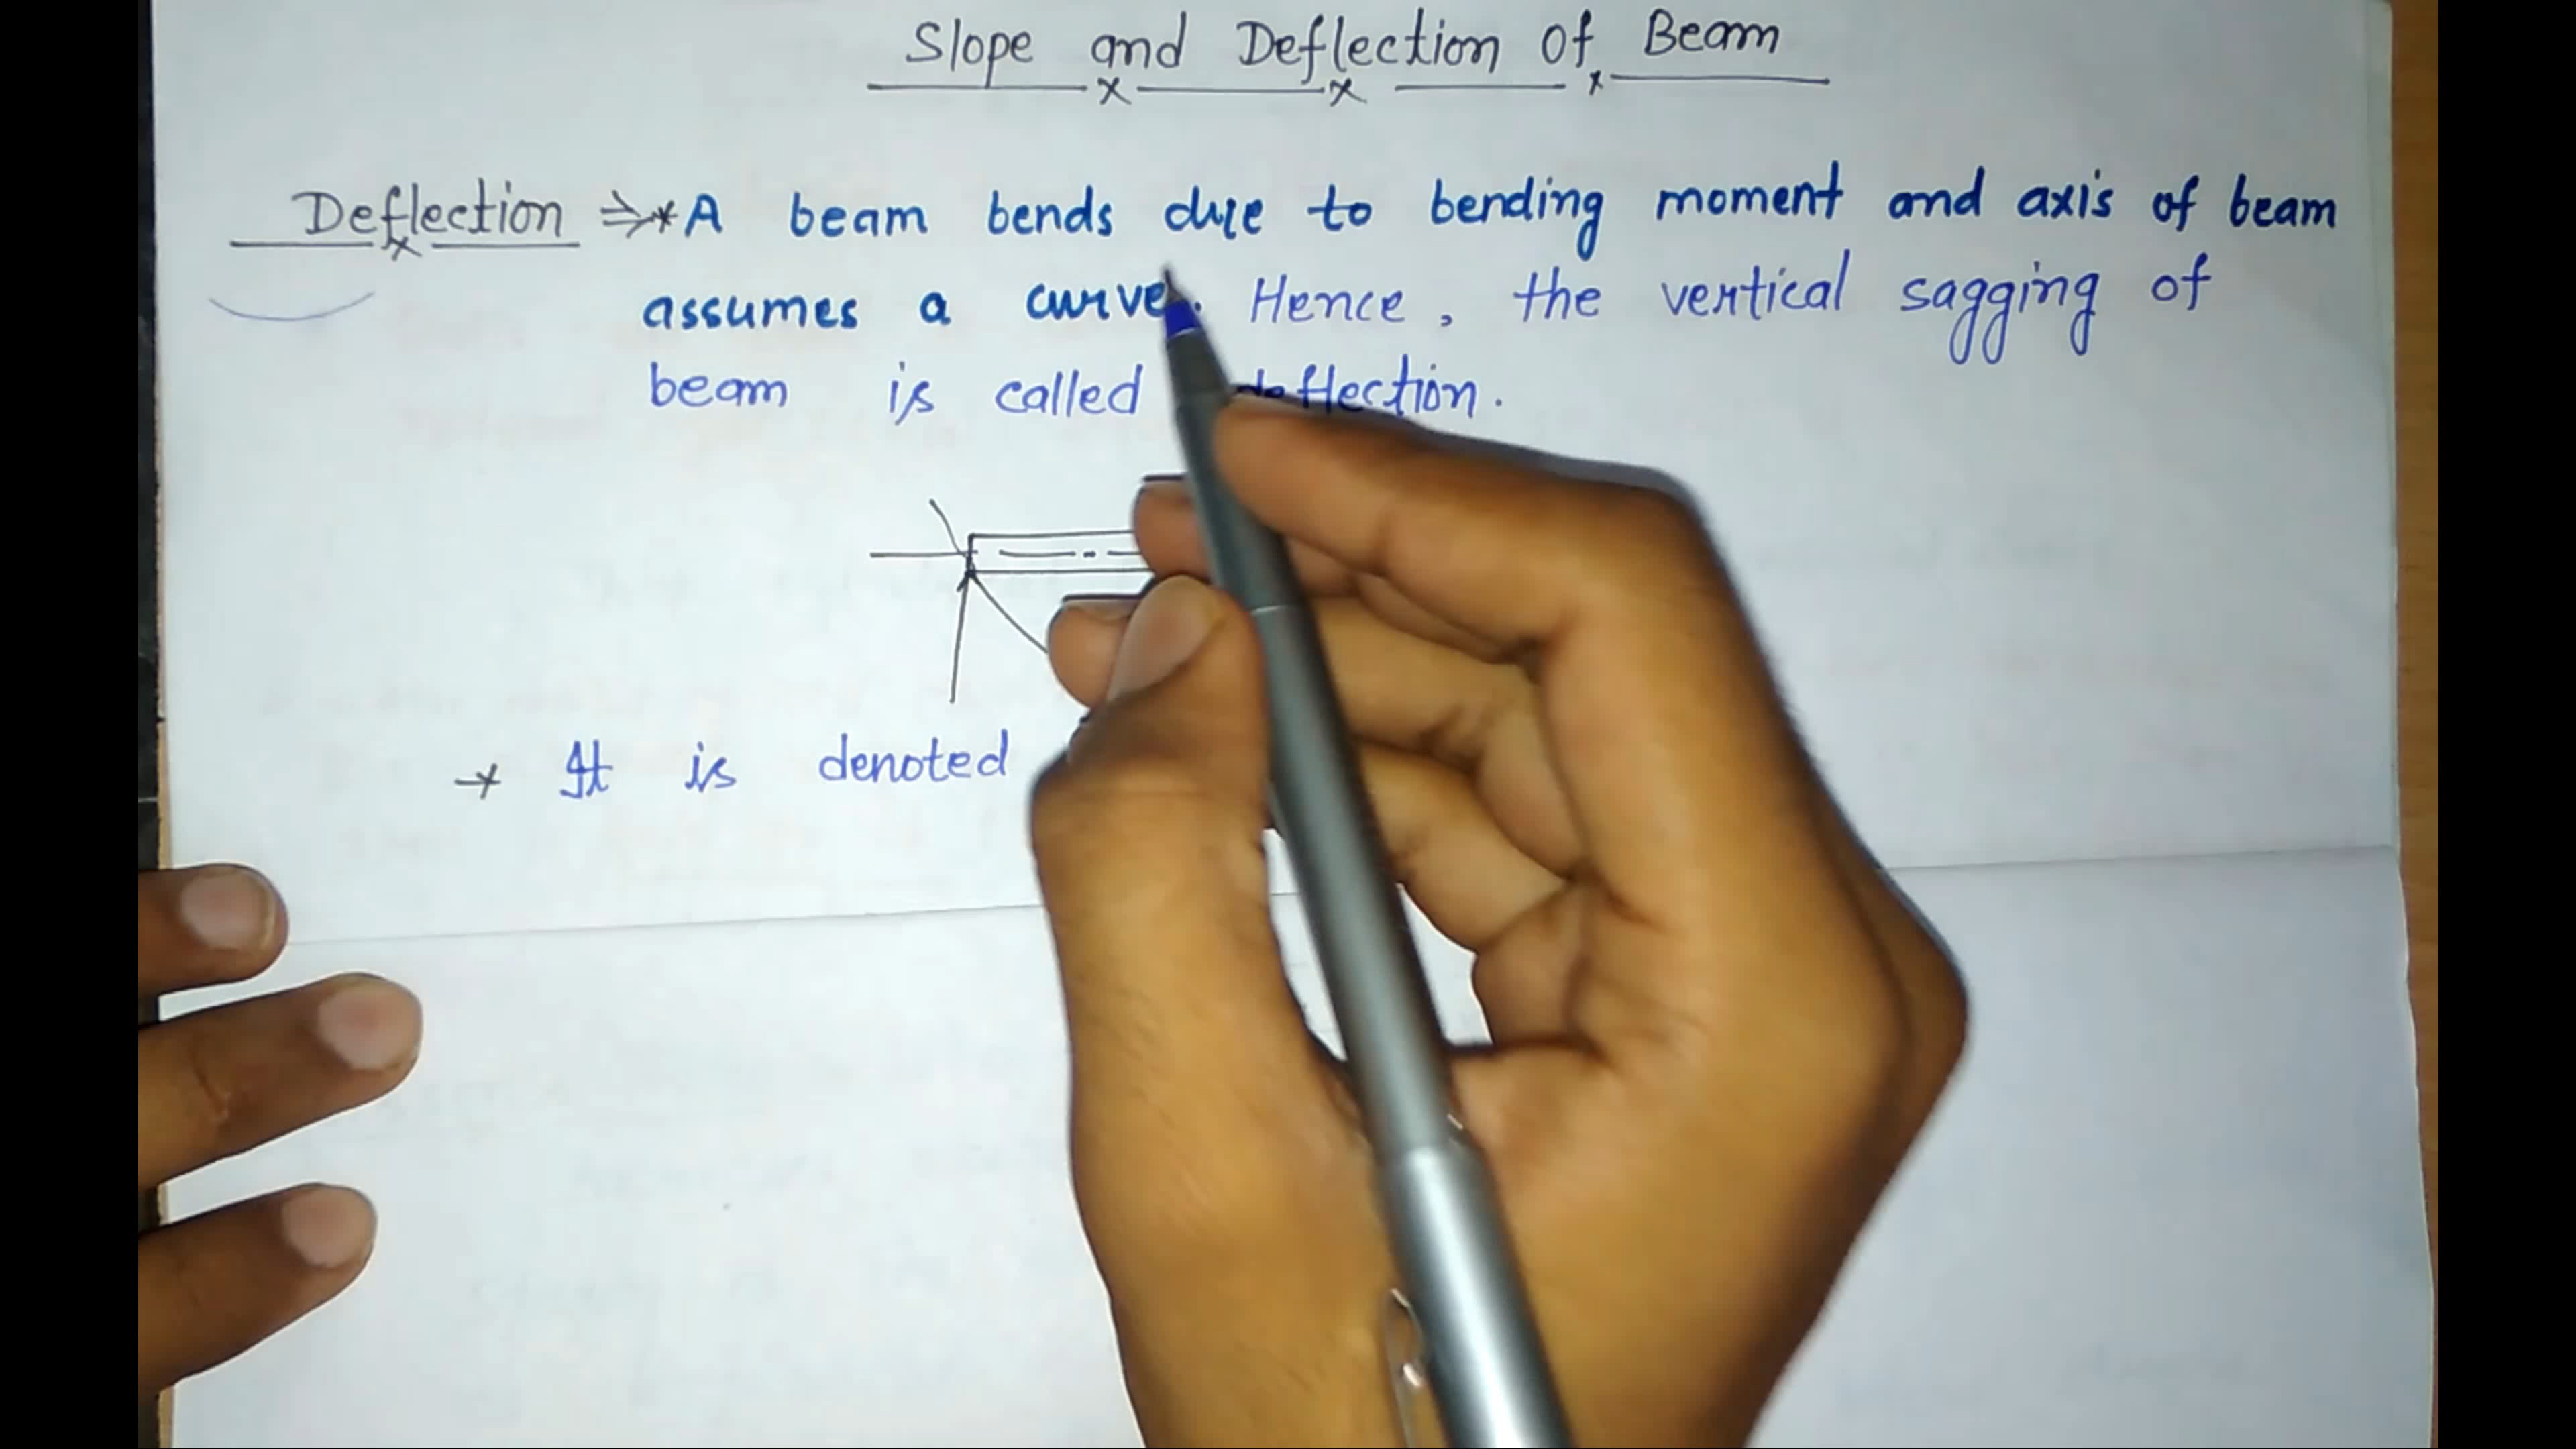 Slope and Deflection Of Beam
Deflection ⇒ * A beam bends due to bending moment and axis of beam
assumes a curve. Hence, the vertical sagging of
beam is called deflection.
→ It is denoted